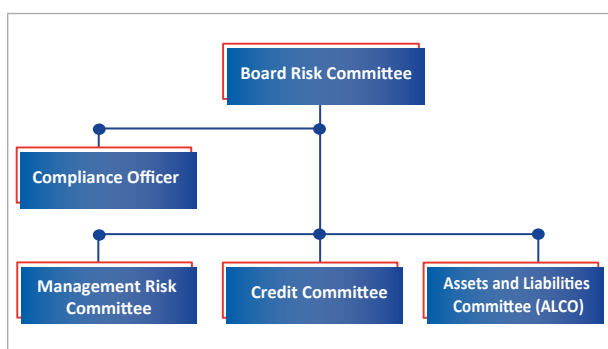 Board Risk Committee
Compliance Officer
Management Risk
Committee
Credit Committee
Assets and Liabilities
Committee (ALCO)